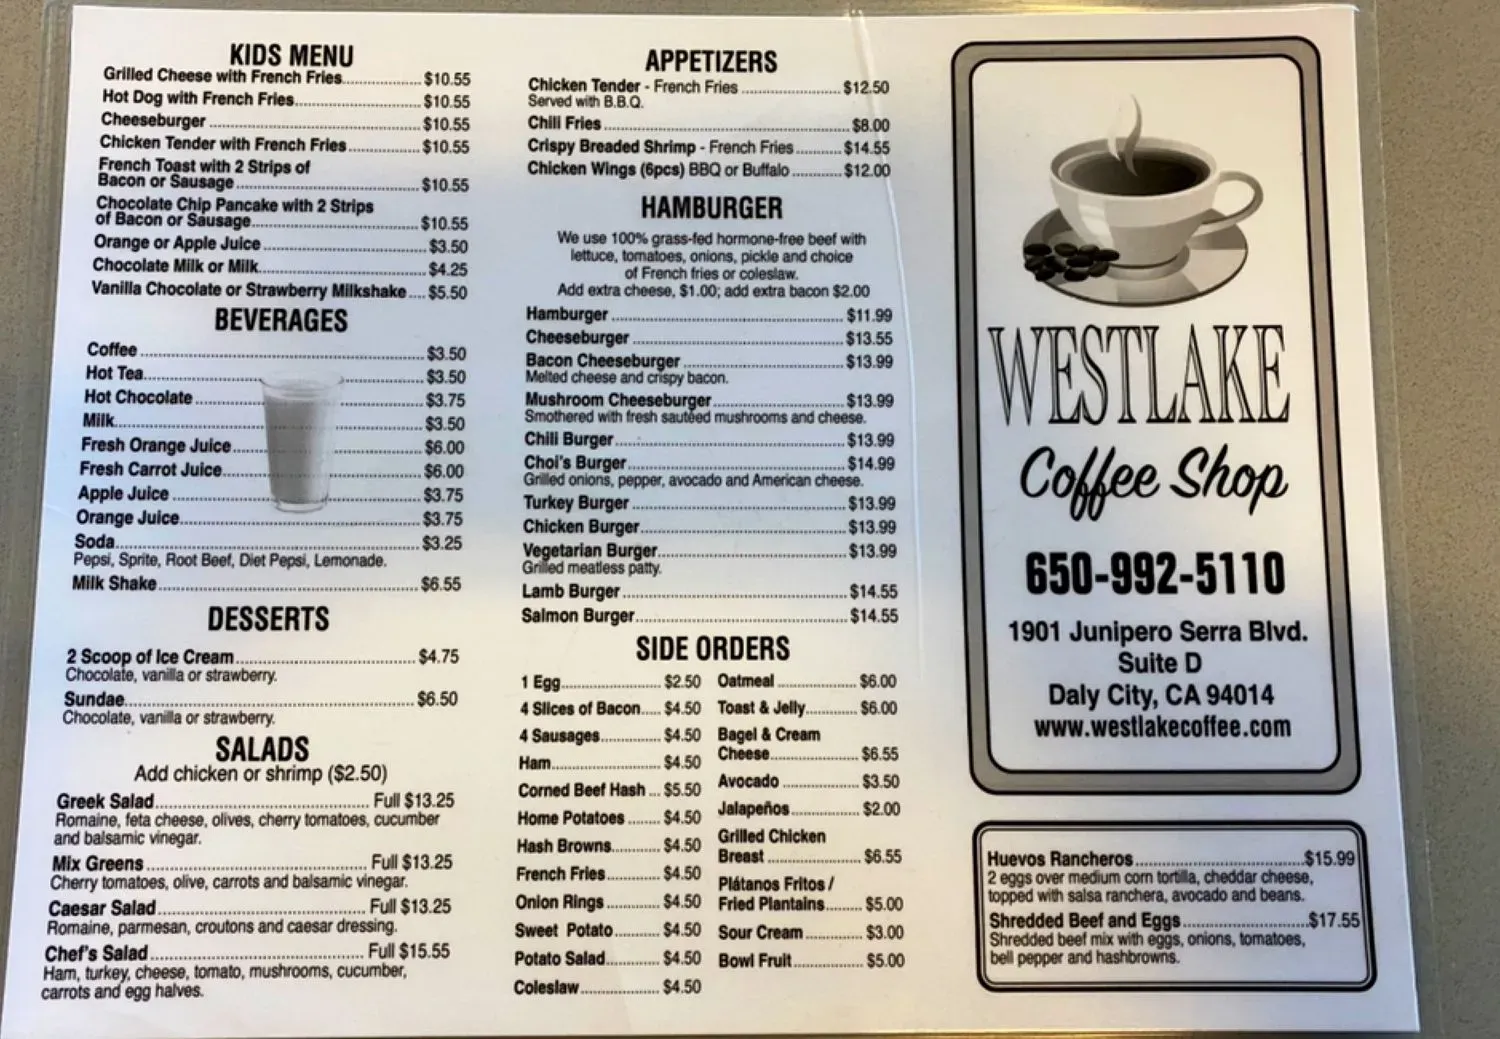 KIDS MENU
Grilled Cheese with French Fries.................... $10.55
Hot Dog with French Fries.................... $10.55
Cheeseburger .................... $10.55
Chicken Tender with French Fries.................... $10.55
French Toast with 2 Strips of
Bacon or Sausage .................... $10.55
Chocolate Chip Pancake with 2 Strips
of Bacon or Sausage.................... $10.55
Orange or Apple Juice .................... $3.50
Chocolate Milk or Milk.................... $4.25
Vanilla Chocolate or Strawberry Milkshake .... $5.50
BEVERAGES
Coffee .................... $3.50
Hot Tea.................... $3.50
Hot Chocolate .................... $3.75
Milk.................... $3.50
Fresh Orange Juice.................... $6.00
Fresh Carrot Juice.................... $6.00
Apple Juice .................... $3.75
Orange Juice.................... $3.75
Soda.................... $3.25
Pepsi, Sprite, Root Beef, Diet Pepsi, Lemonade.
Milk Shake .................... $6.55
DESSERTS
2 Scoop of Ice Cream.................... $4.75
Chocolate, vanilla or strawberry.
Sundae.................... $6.50
Chocolate, vanilla or strawberry.
SALADS
Add chicken or shrimp ($2.50)
Greek Salad.................... Full $13.25
Romaine, feta cheese, olives, cherry tomatoes, cucumber
and balsamic vinegar.
Mix Greens .................... Full $13.25
Cherry tomatoes, olive, carrots and balsamic vinegar.
Caesar Salad.................... Full $13.25
Romaine, parmesan, croutons and caesar dressing.
Chef's Salad.................... Full $15.55
Ham, turkey, cheese, tomato, mushrooms, cucumber,
carrots and egg halves.
APPETIZERS
Chicken Tender - French Fries .................... $12.50
Served with B.B.Q.
Chili Fries .................... $8.00
Crispy Breaded Shrimp - French Fries ............ $14.55
Chicken Wings (6pcs) BBQ or Buffalo ............ $12.00
HAMBURGER
We use 100% grass-fed hormone-free beef with
lettuce, tomatoes, onions, pickle and choice
of French fries or coleslaw.
Add extra cheese, $1.00; add extra bacon $2.00
Hamburger .................... $11.99
Cheeseburger .................... $13.55
Bacon Cheeseburger .................... $13.99
Melted cheese and crispy bacon.
Mushroom Cheeseburger.................... $13.99
Smothered with fresh sautéed mushrooms and cheese.
Chili Burger.................... $13.99
Choi's Burger.................... $14.99
Grilled onions, pepper, avocado and American cheese.
Turkey Burger .................... $13.99
Chicken Burger.................... $13.99
Vegetarian Burger.................... $13.99
Grilled meatless patty.
Lamb Burger .................... $14.55
Salmon Burger.................... $14.55
SIDE ORDERS
1 Egg.................... $2.50
4 Slices of Bacon..... $4.50
4 Sausages.............. $4.50
Ham.................... $4.50
Corned Beef Hash ... $5.50
Home Potatoes ........ $4.50
Hash Browns............ $4.50
French Fries............. $4.50
Onion Rings ............ $4.50
Sweet Potato........... $4.50
Potato Salad............. $4.50
Coleslaw.................. $4.50
Oatmeal .................. $6.00
Toast & Jelly............ $6.00
Bagel & Cream
Cheese.................... $6.55
Avocado .................. $3.50
Jalapeños................ $2.00
Grilled Chicken
Breast .................... $6.55
Plátanos Fritos /
Fried Plantains......... $5.00
Sour Cream ............. $3.00
Bowl Fruit................ $5.00
WESTLAKE
Coffee Shop
650-992-5110
1901 Junipero Serra Blvd.
Suite D
Daly City, CA 94014
www.westlakecoffee.com
Huevos Rancheros....................$15.99
2 eggs over medium corn tortilla, cheddar cheese,
topped with salsa ranchera, avocado and beans.
Shredded Beef and Eggs....................$17.55
Shredded beef mix with eggs, onions, tomatoes,
bell pepper and hashbrowns.